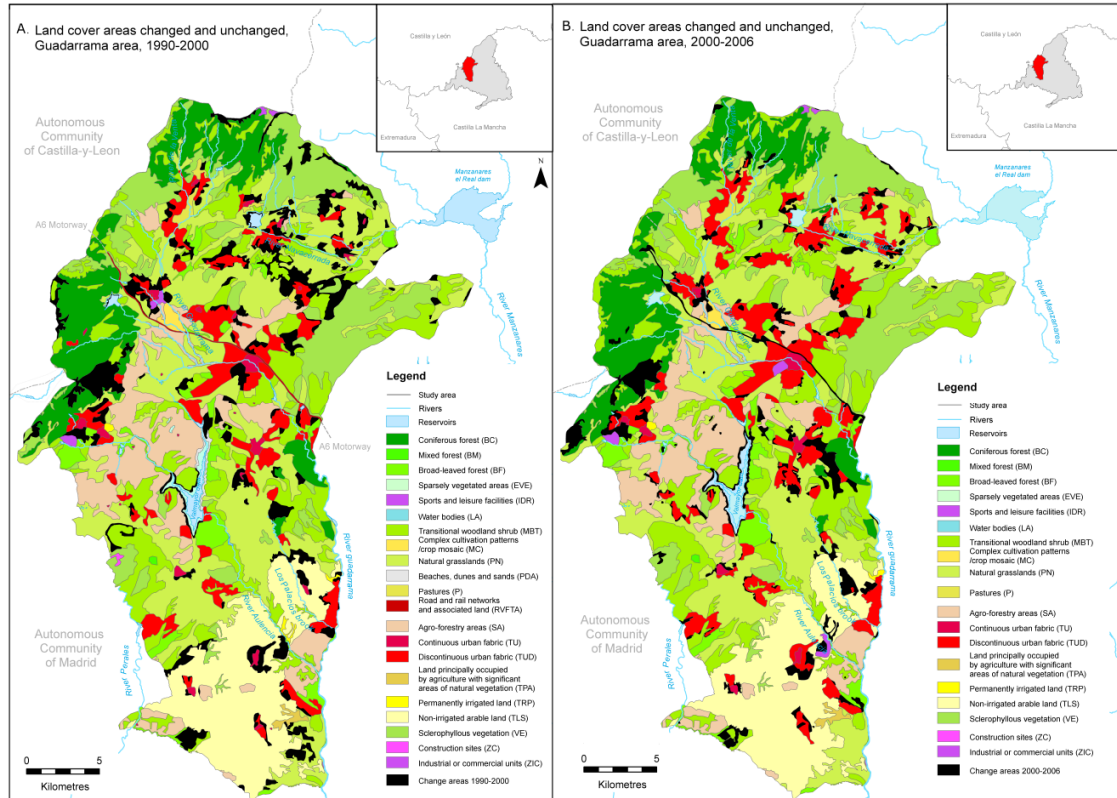 A. Land cover areas changed and unchanged,
Guadarrama area, 1990-2000
Castilla y León
Castilla La Mancha
Extremadura
N
Autonomous
Community
of Castilla-y-Leon
Manzanares
el Real dam
A6 Motorway
River Manzanares
A6 Motorway
River guadarrama
Los Palacios
River Aulencia
Autonomous
Community
of Madrid
River Perales
Legend
Study area
Rivers
Reservoirs
Coniferous forest (BC)
Mixed forest (BM)
Broad-leaved forest (BF)
Sparsely vegetated areas (EVE)
Sports and leisure facilities (IDR)
Water bodies (LA)
Transitional woodland shrub (MBT)
Complex cultivation patterns
/crop mosaic (MC)
Natural grasslands (PN)
Beaches, dunes and sands (PDA)
Pastures (P)
Road and rail networks
and associated land (RVFTA)
Agro-forestry areas (SA)
Continuous urban fabric (TU)
Discontinuous urban fabric (TUD)
Land principally occupied
by agriculture with significant
areas of natural vegetation (TPA)
Permanently irrigated land (TRP)
Non-irrigated arable land (TLS)
Sclerophyllous vegetation (VE)
Construction sites (ZC)
Industrial or commercial units (ZIC)
Change areas 1990-2000
0 5
Kilometres
B. Land cover areas changed and unchanged,
Guadarrama area, 2000-2006
Castilla y León
Castilla La Mancha
Extremadura
Autonomous
Community
of Castilla-y-Leon
Manzanares
el Real dam
River Manzanares
River guadarrama
Los Palacios
River
Autonomous
Community
of Madrid
River Perales
Legend
Study area
Rivers
Reservoirs
Coniferous forest (BC)
Mixed forest (BM)
Broad-leaved forest (BF)
Sparsely vegetated areas (EVE)
Sports and leisure facilities (IDR)
Water bodies (LA)
Transitional woodland shrub (MBT)
Complex cultivation patterns
/crop mosaic (MC)
Natural grasslands (PN)
Pastures (P)
Agro-forestry areas (SA)
Continuous urban fabric (TU)
Discontinuous urban fabric (TUD)
Land principally occupied
by agriculture with significant
areas of natural vegetation (TPA)
Permanently irrigated land (TRP)
Non-irrigated arable land (TLS)
Sclerophyllous vegetation (VE)
Construction sites (ZC)
Industrial or commercial units (ZIC)
Change areas 2000-2006
0 5
Kilometres